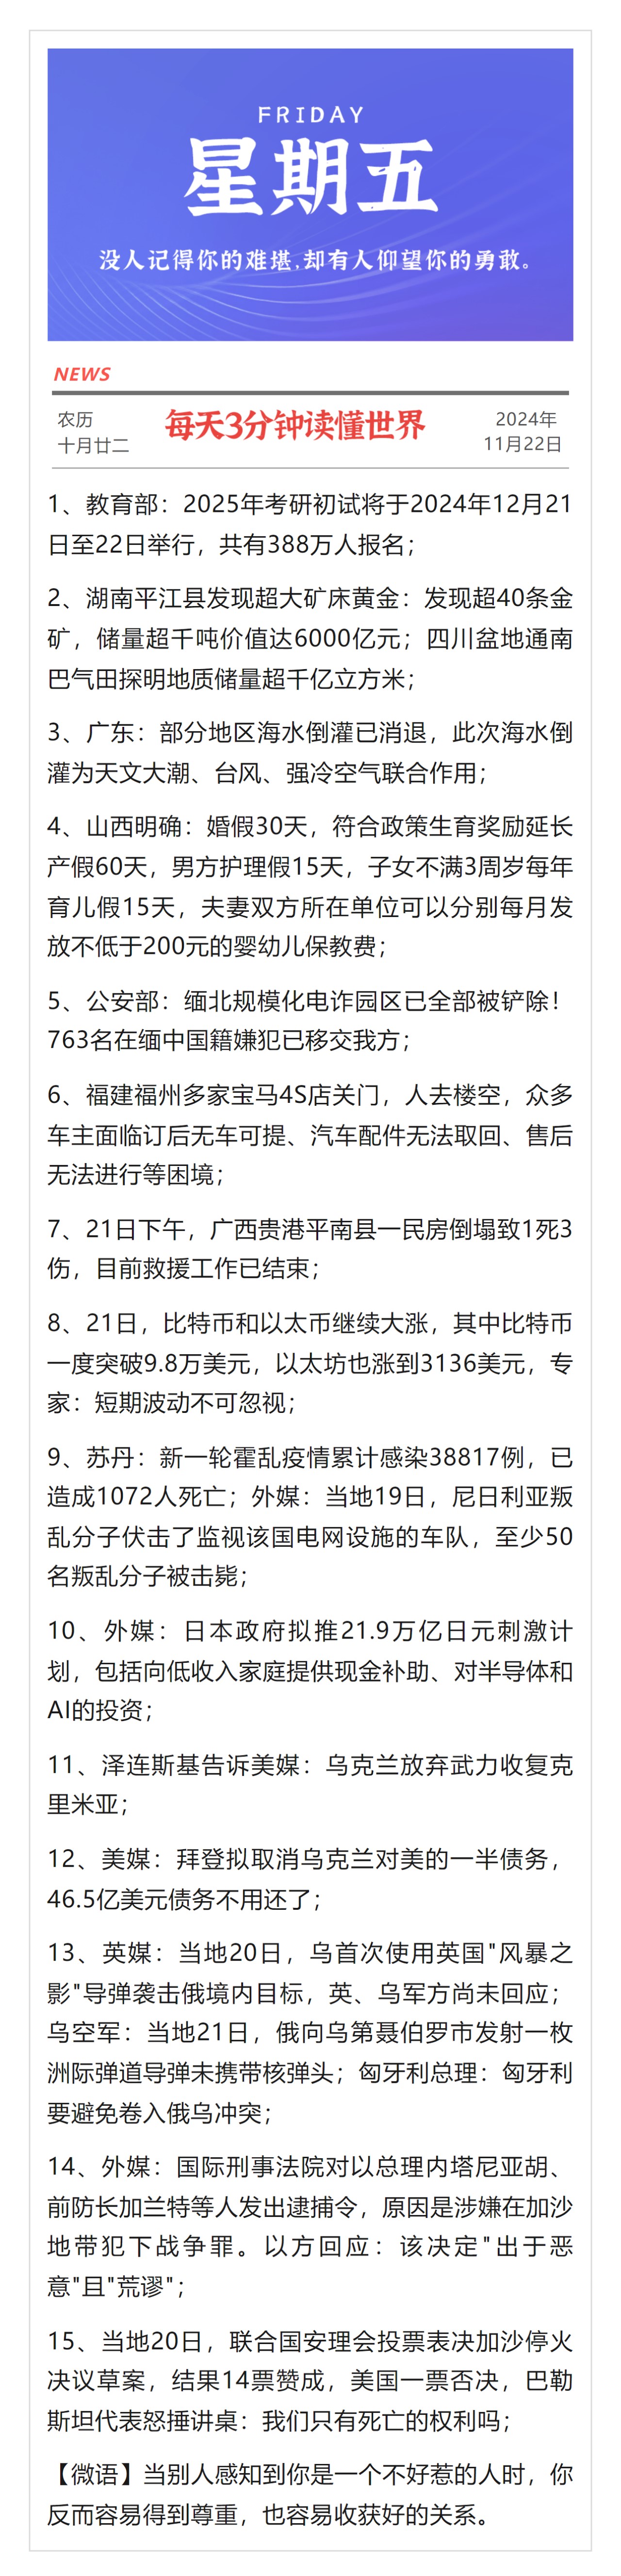 FRIDAY
星期五
没人记得你的难堪,却有人仰望你的勇敢。
NEWS
农历
十月廿二
每天3分钟读懂世界
2024年
11月22日
1、教育部：2025年考研初试将于2024年12月21
日至22日举行，共有388万人报名；
2、湖南平江县发现超大矿床黄金：发现超40条金
矿，储量超千吨价值达6000亿元；四川盆地通南
巴气田探明地质储量超千亿立方米；
3、广东：部分地区海水倒灌已消退，此次海水倒
灌为天文大潮、台风、强冷空气联合作用；
4、山西明确：婚假30天，符合政策生育奖励延长
产假60天，男方护理假15天，子女不满3周岁每年
育儿假15天，夫妻双方所在单位可以分别每月发
放不低于200元的婴幼儿保教费；
5、公安部：缅北规模化电诈园区已全部被铲除！
763名在缅中国籍嫌犯已移交我方；
6、福建福州多家宝马4S店关门，人去楼空，众多
车主面临订后无车可提、汽车配件无法取回、售后
无法进行等困境；
7、21日下午，广西贵港平南县一民房倒塌致1死3
伤，目前救援工作已结束；
8、21日，比特币和以太币继续大涨，其中比特币
一度突破9.8万美元，以太坊也涨到3136美元，专
家：短期波动不可忽视；
9、苏丹：新一轮霍乱疫情累计感染38817例，已
造成1072人死亡；外媒：当地19日，尼日利亚叛
乱分子伏击了监视该国电网设施的车队，至少50
名叛乱分子被击毙；
10、外媒：日本政府拟推21.9万亿日元刺激计
划，包括向低收入家庭提供现金补助、对半导体和
AI的投资；
11、泽连斯基告诉美媒：乌克兰放弃武力收复克
里米亚；
12、美媒：拜登拟取消乌克兰对美的一半债务，
46.5亿美元债务不用还了；
13、英媒：当地20日，乌首次使用英国"风暴之
影"导弹袭击俄境内目标，英、乌军方尚未回应；
乌空军：当地21日，俄向乌第聂伯罗市发射一枚
洲际弹道导弹未携带核弹头；匈牙利总理：匈牙利
要避免卷入俄乌冲突；
14、外媒：国际刑事法院对以总理内塔尼亚胡、
前防长加兰特等人发出逮捕令，原因是涉嫌在加沙
地带犯下战争罪。以方回应：该决定"出于恶
意"且"荒谬"；
15、当地20日，联合国安理会投票表决加沙停火
决议草案，结果14票赞成，美国一票否决，巴勒
斯坦代表怒捶讲桌：我们只有死亡的权利吗；
【微语】当别人感知到你是一个不好惹的人时，你
反而容易得到尊重，也容易收获好的关系。